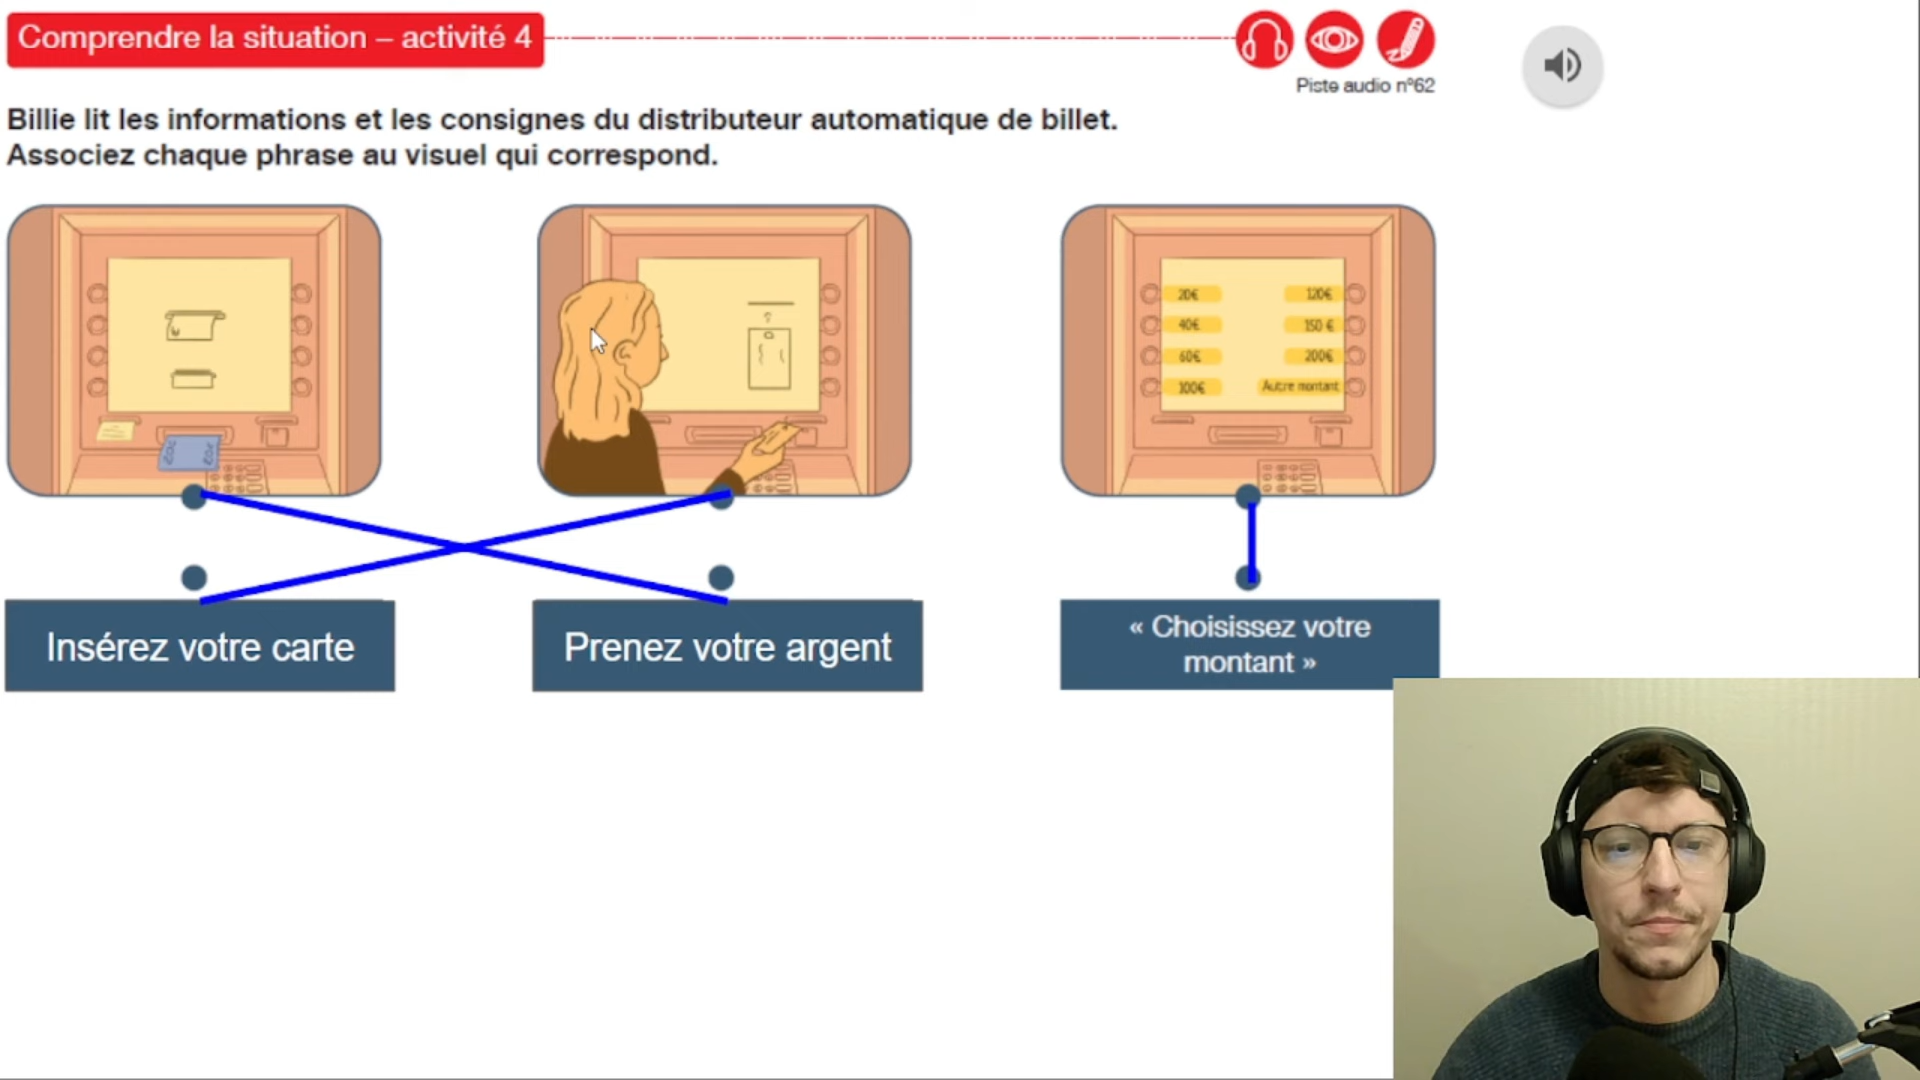 Comprendre la situation – activité 4
Piste audio n°62
Billie lit les informations et les consignes du distributeur automatique de billet.
Associez chaque phrase au visuel qui correspond.
20€
120€
40€
150 €
60€
200€
100€
Autre montant
Insérez votre carte
Prenez votre argent
« Choisissez votre
montant »